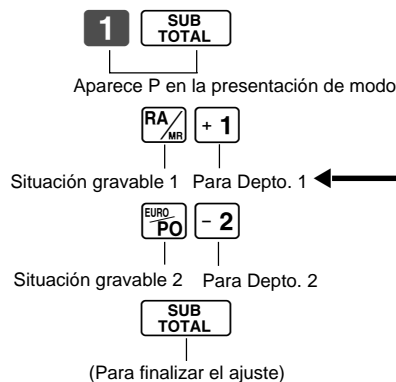 1 SUB
TOTAL
Aparece P en la presentación de modo
RA/MR + 1
Situación gravable 1 Para Depto. 1
EURO/PO - 2
Situación gravable 2 Para Depto. 2
SUB
TOTAL
(Para finalizar el ajuste)